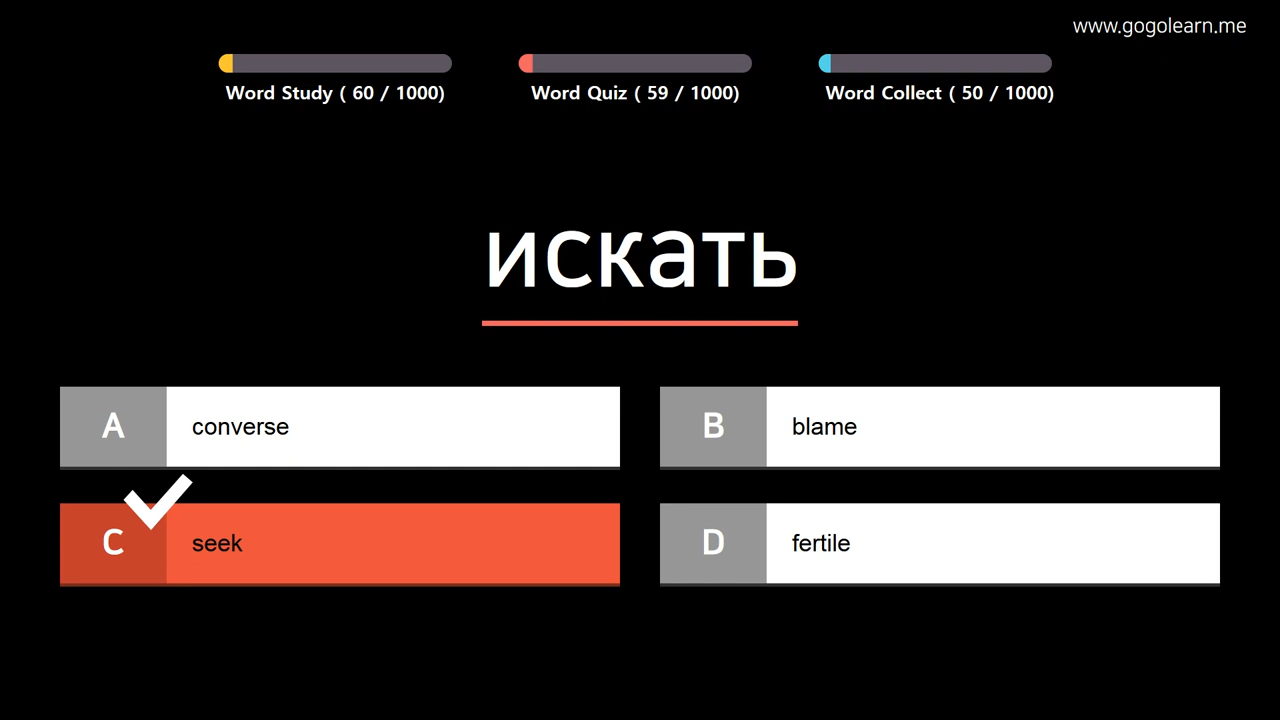 www.gogolearn.me
Word Study ( 60 / 1000)
Word Quiz ( 59 / 1000)
Word Collect ( 50 / 1000)
искать
A converse
B blame
C seek
D fertile